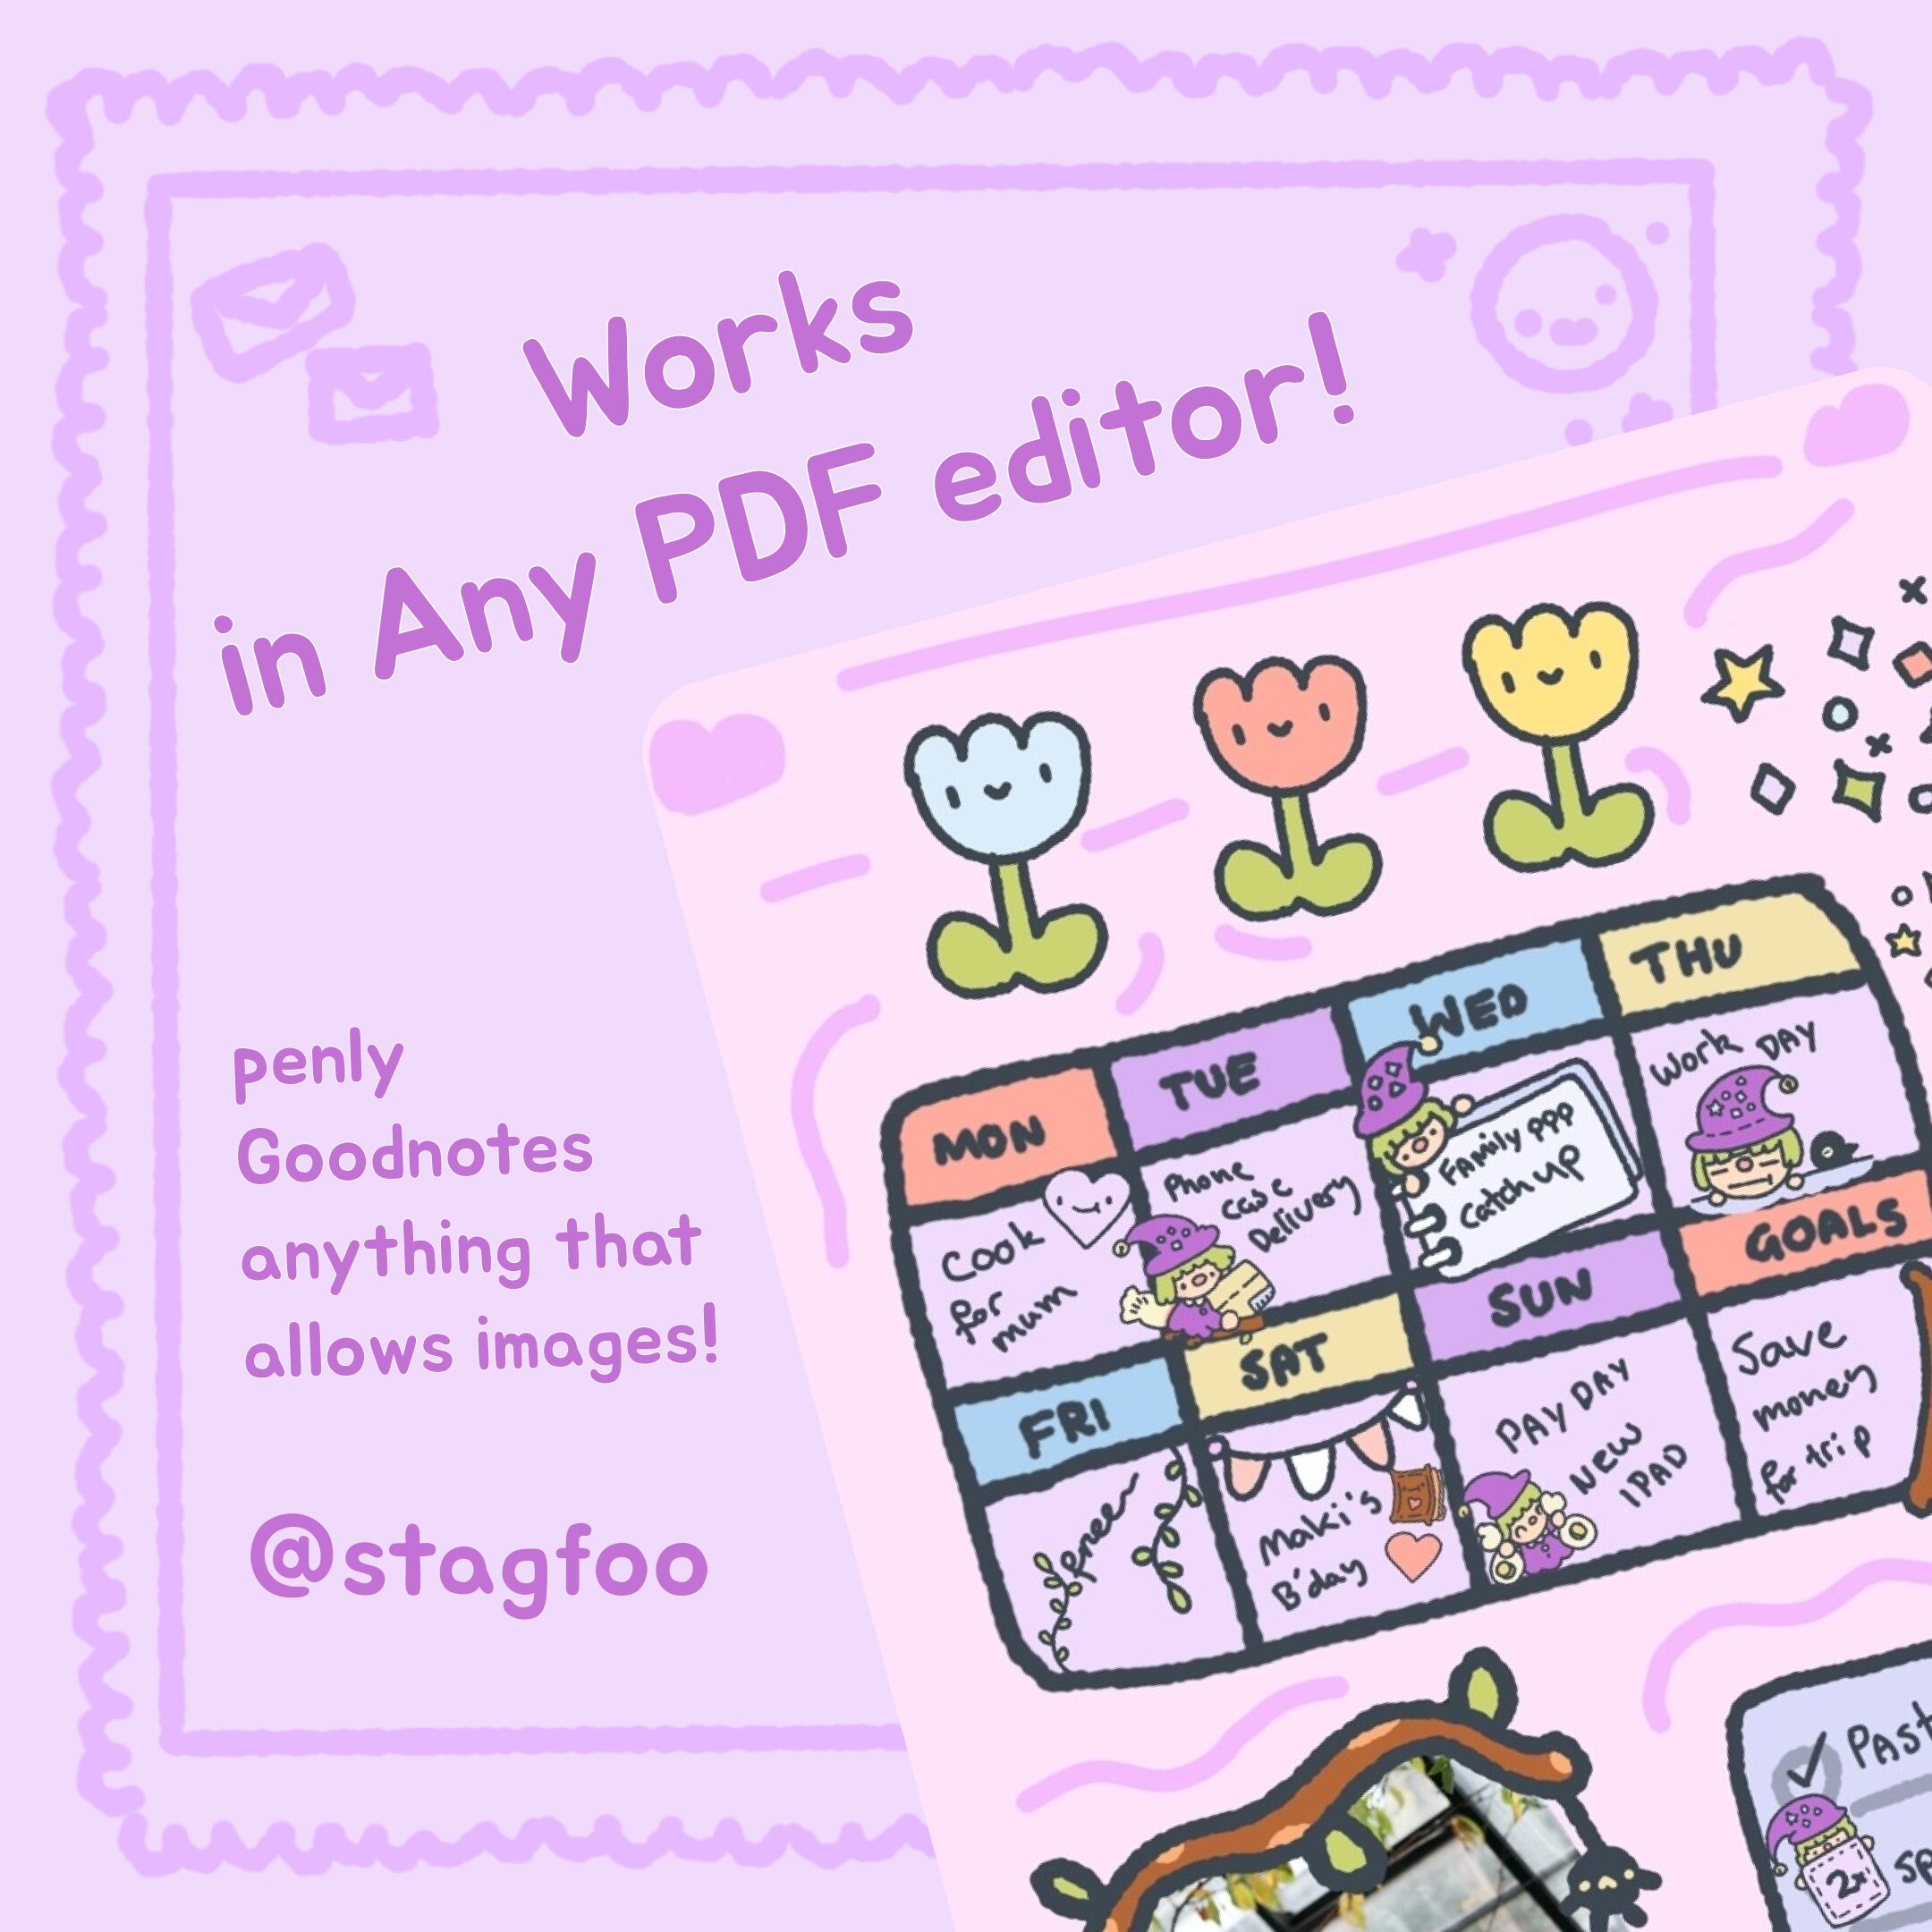 Works
in Any PDF editor!
penly
Goodnotes
anything that
allows images!
@stagfoo
MON
TUE
WED
THU
Cook
for
mum
Phone
case
Delivery
Family ppp
Catch up
Work DAY
FRI
SAT
SUN
GOALS
Free
Maki's
B'day
PAY DAY
NEW
IPAD
Save
money
for trip
2x